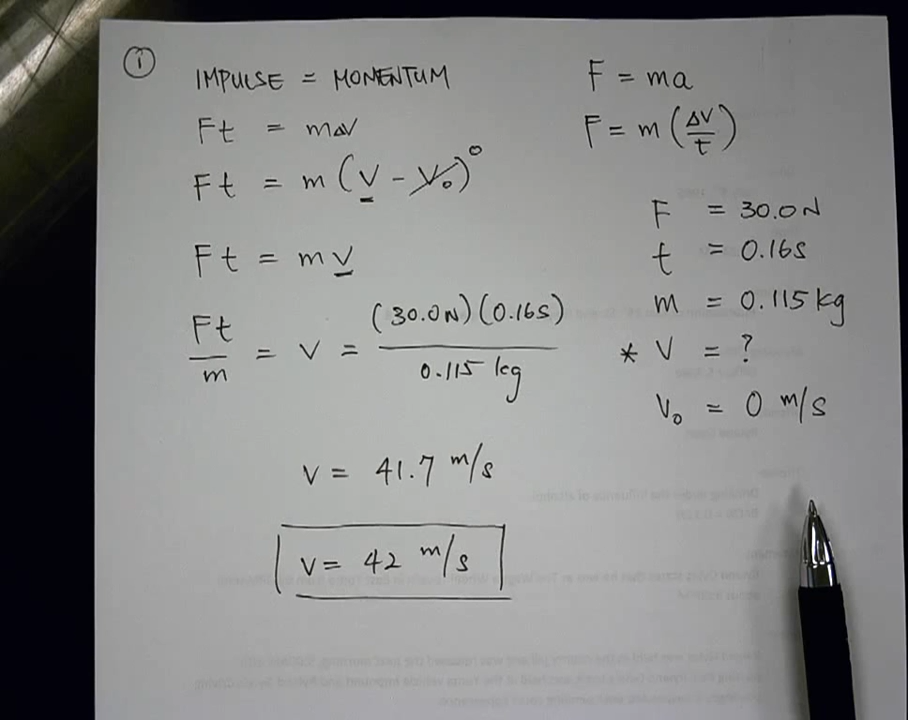 1
IMPULSE = MOMENTUM
Ft = mΔV
Ft = m(V - V₀)⁰
Ft = mV
Ft/m = V = (30.0N)(0.16S)/0.115 kg
V = 41.7 m/s
V = 42 m/s
F = ma
F = m(ΔV/t)
F = 30.0N
t = 0.16S
m = 0.115 kg
* V = ?
V₀ = 0 m/s